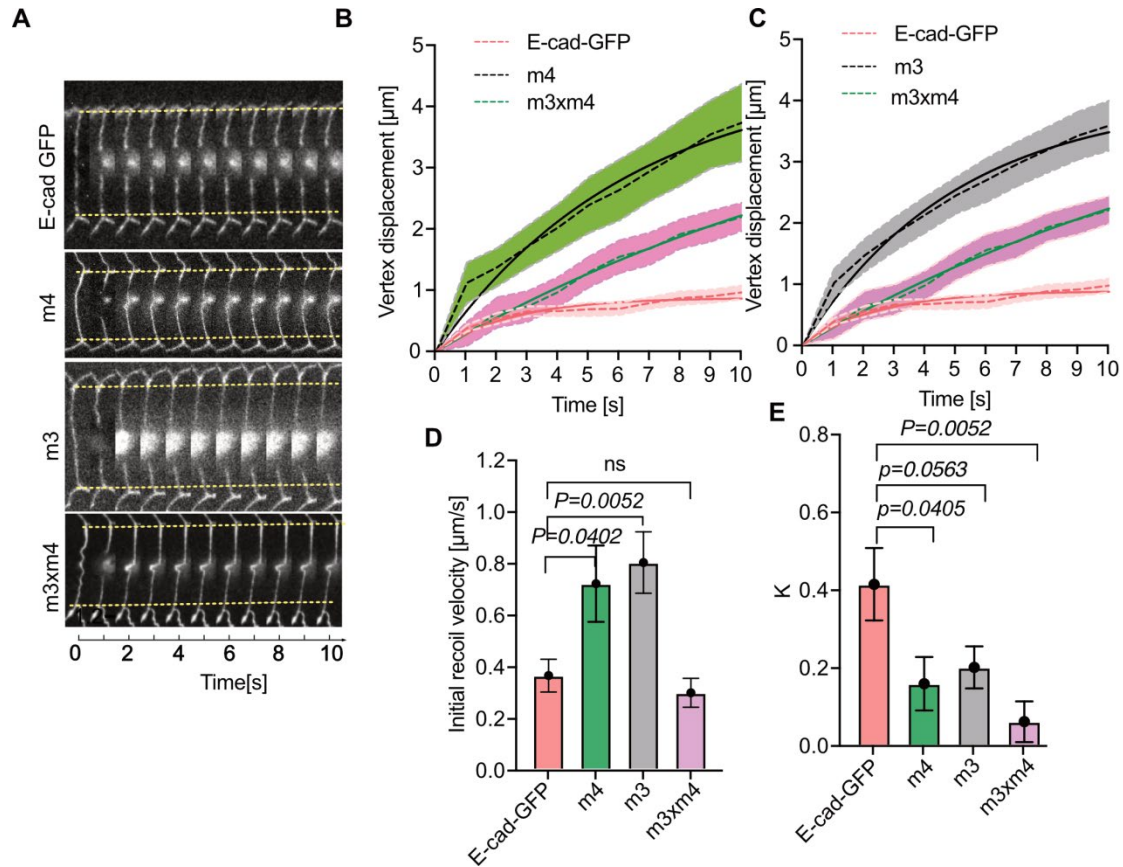 A
E-cad GFP
m4
m3
m3xm4
0 2 4 6 8 10
Time[s]
B
E-cad-GFP
m4
m3xm4
Vertex displacement [µm]
5
4
3
2
1
0
0 1 2 3 4 5 6 7 8 9 10
Time [s]
C
E-cad-GFP
m3
m3xm4
Vertex displacement [µm]
5
4
3
2
1
0
0 1 2 3 4 5 6 7 8 9 10
Time [s]
D
ns
P=0.0052
P=0.0402
Initial recoil velocity [µm/s]
1.2
1.0
0.8
0.6
0.4
0.2
0.0
E-cad-GFP
m4
m3
m3xm4
E
P=0.0052
p=0.0563
p=0.0405
K
0.8
0.6
0.4
0.2
0.0
E-cad-GFP
m4
m3
m3xm4